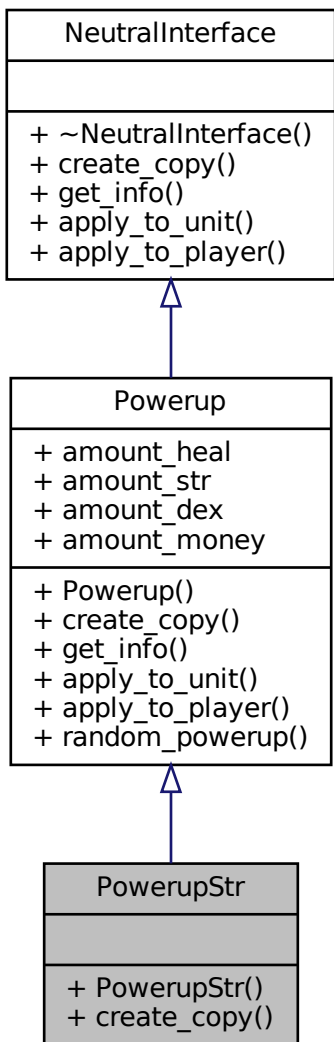 NeutralInterface
+ ~NeutralInterface()
+ create_copy()
+ get_info()
+ apply_to_unit()
+ apply_to_player()
Powerup
+ amount_heal
+ amount_str
+ amount_dex
+ amount_money
+ Powerup()
+ create_copy()
+ get_info()
+ apply_to_unit()
+ apply_to_player()
+ random_powerup()
PowerupStr
+ PowerupStr()
+ create_copy()